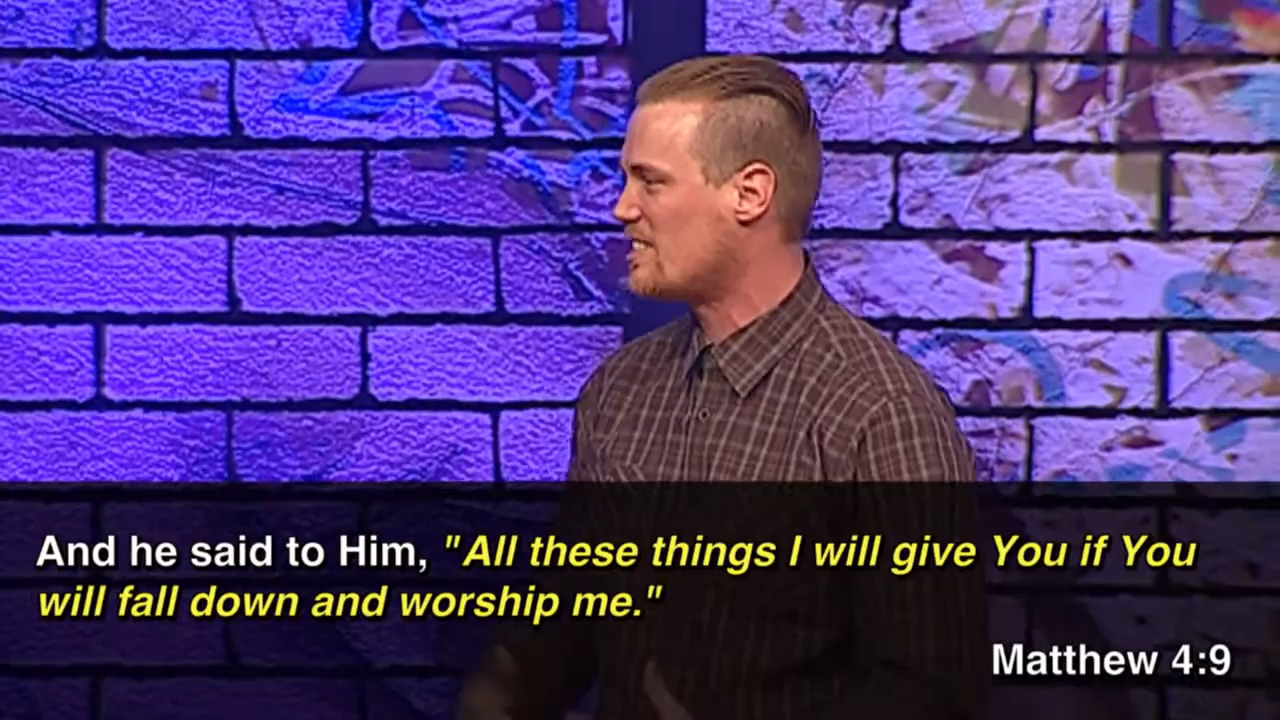 And he said to Him, "All these things I will give You if You
will fall down and worship me."
Matthew 4:9